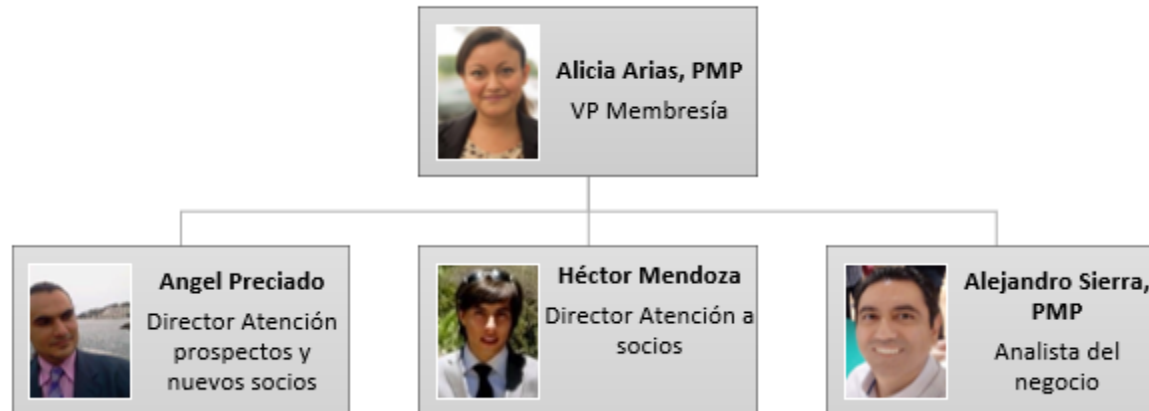 Alicia Arias, PMP
VP Membresía
Angel Preciado
Director Atención
prospectos y
nuevos socios
Héctor Mendoza
Director Atención a
socios
Alejandro Sierra,
PMP
Analista del
negocio